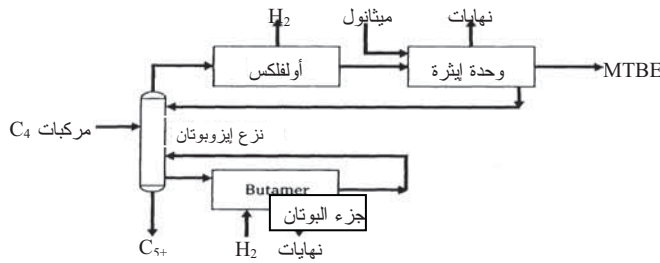 H2
ميثانول
نهايات
أولفلكس
وحدة إيثرة
MTBE
مركبات C4
نزع إيزوبوتان
Butamer
جزء البوتان
C5+
H2
نهايات